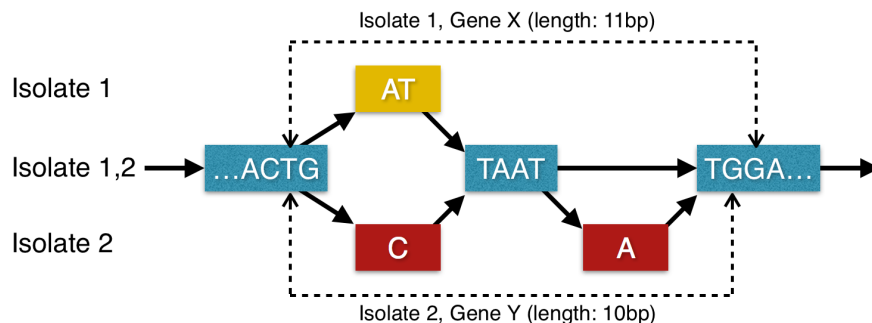 Isolate 1, Gene X (length: 11bp)
Isolate 1
AT
Isolate 1,2
...ACTG
TAAT
TGGA...
Isolate 2
C
A
Isolate 2, Gene Y (length: 10bp)